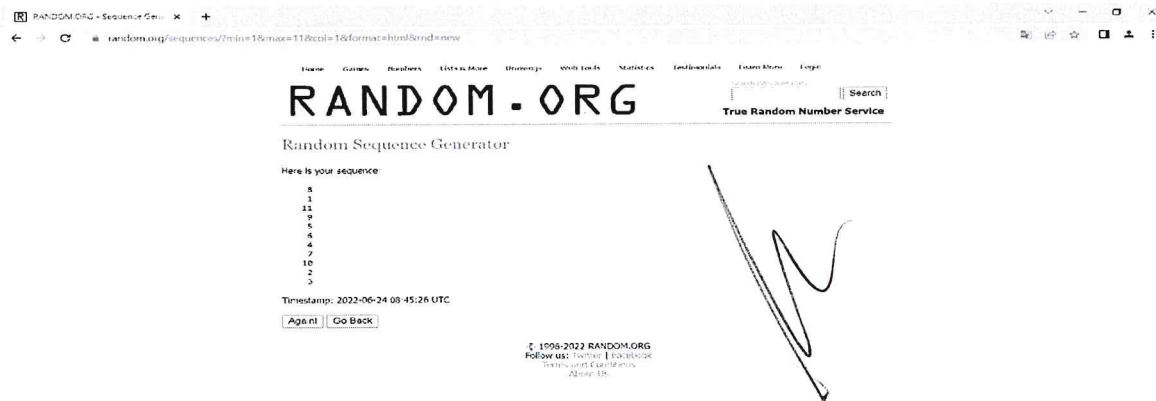 RANDOM.ORG - Sequence Gen
random.org/sequences/?min=1&max=11&col=1&format=html&rnd=new
Home Games Numbers Lists & More Drawings Web Tools Statistics Testimonials Learn More Login
RANDOM.ORG
Search
True Random Number Service
Random Sequence Generator
Here is your sequence:
8
1
11
9
5
6
4
7
10
2
3
Timestamp: 2022-06-24 08:45:26 UTC
Again! Go Back
© 1998-2022 RANDOM.ORG
Follow us: Twitter | Facebook
Terms and Conditions
About Us